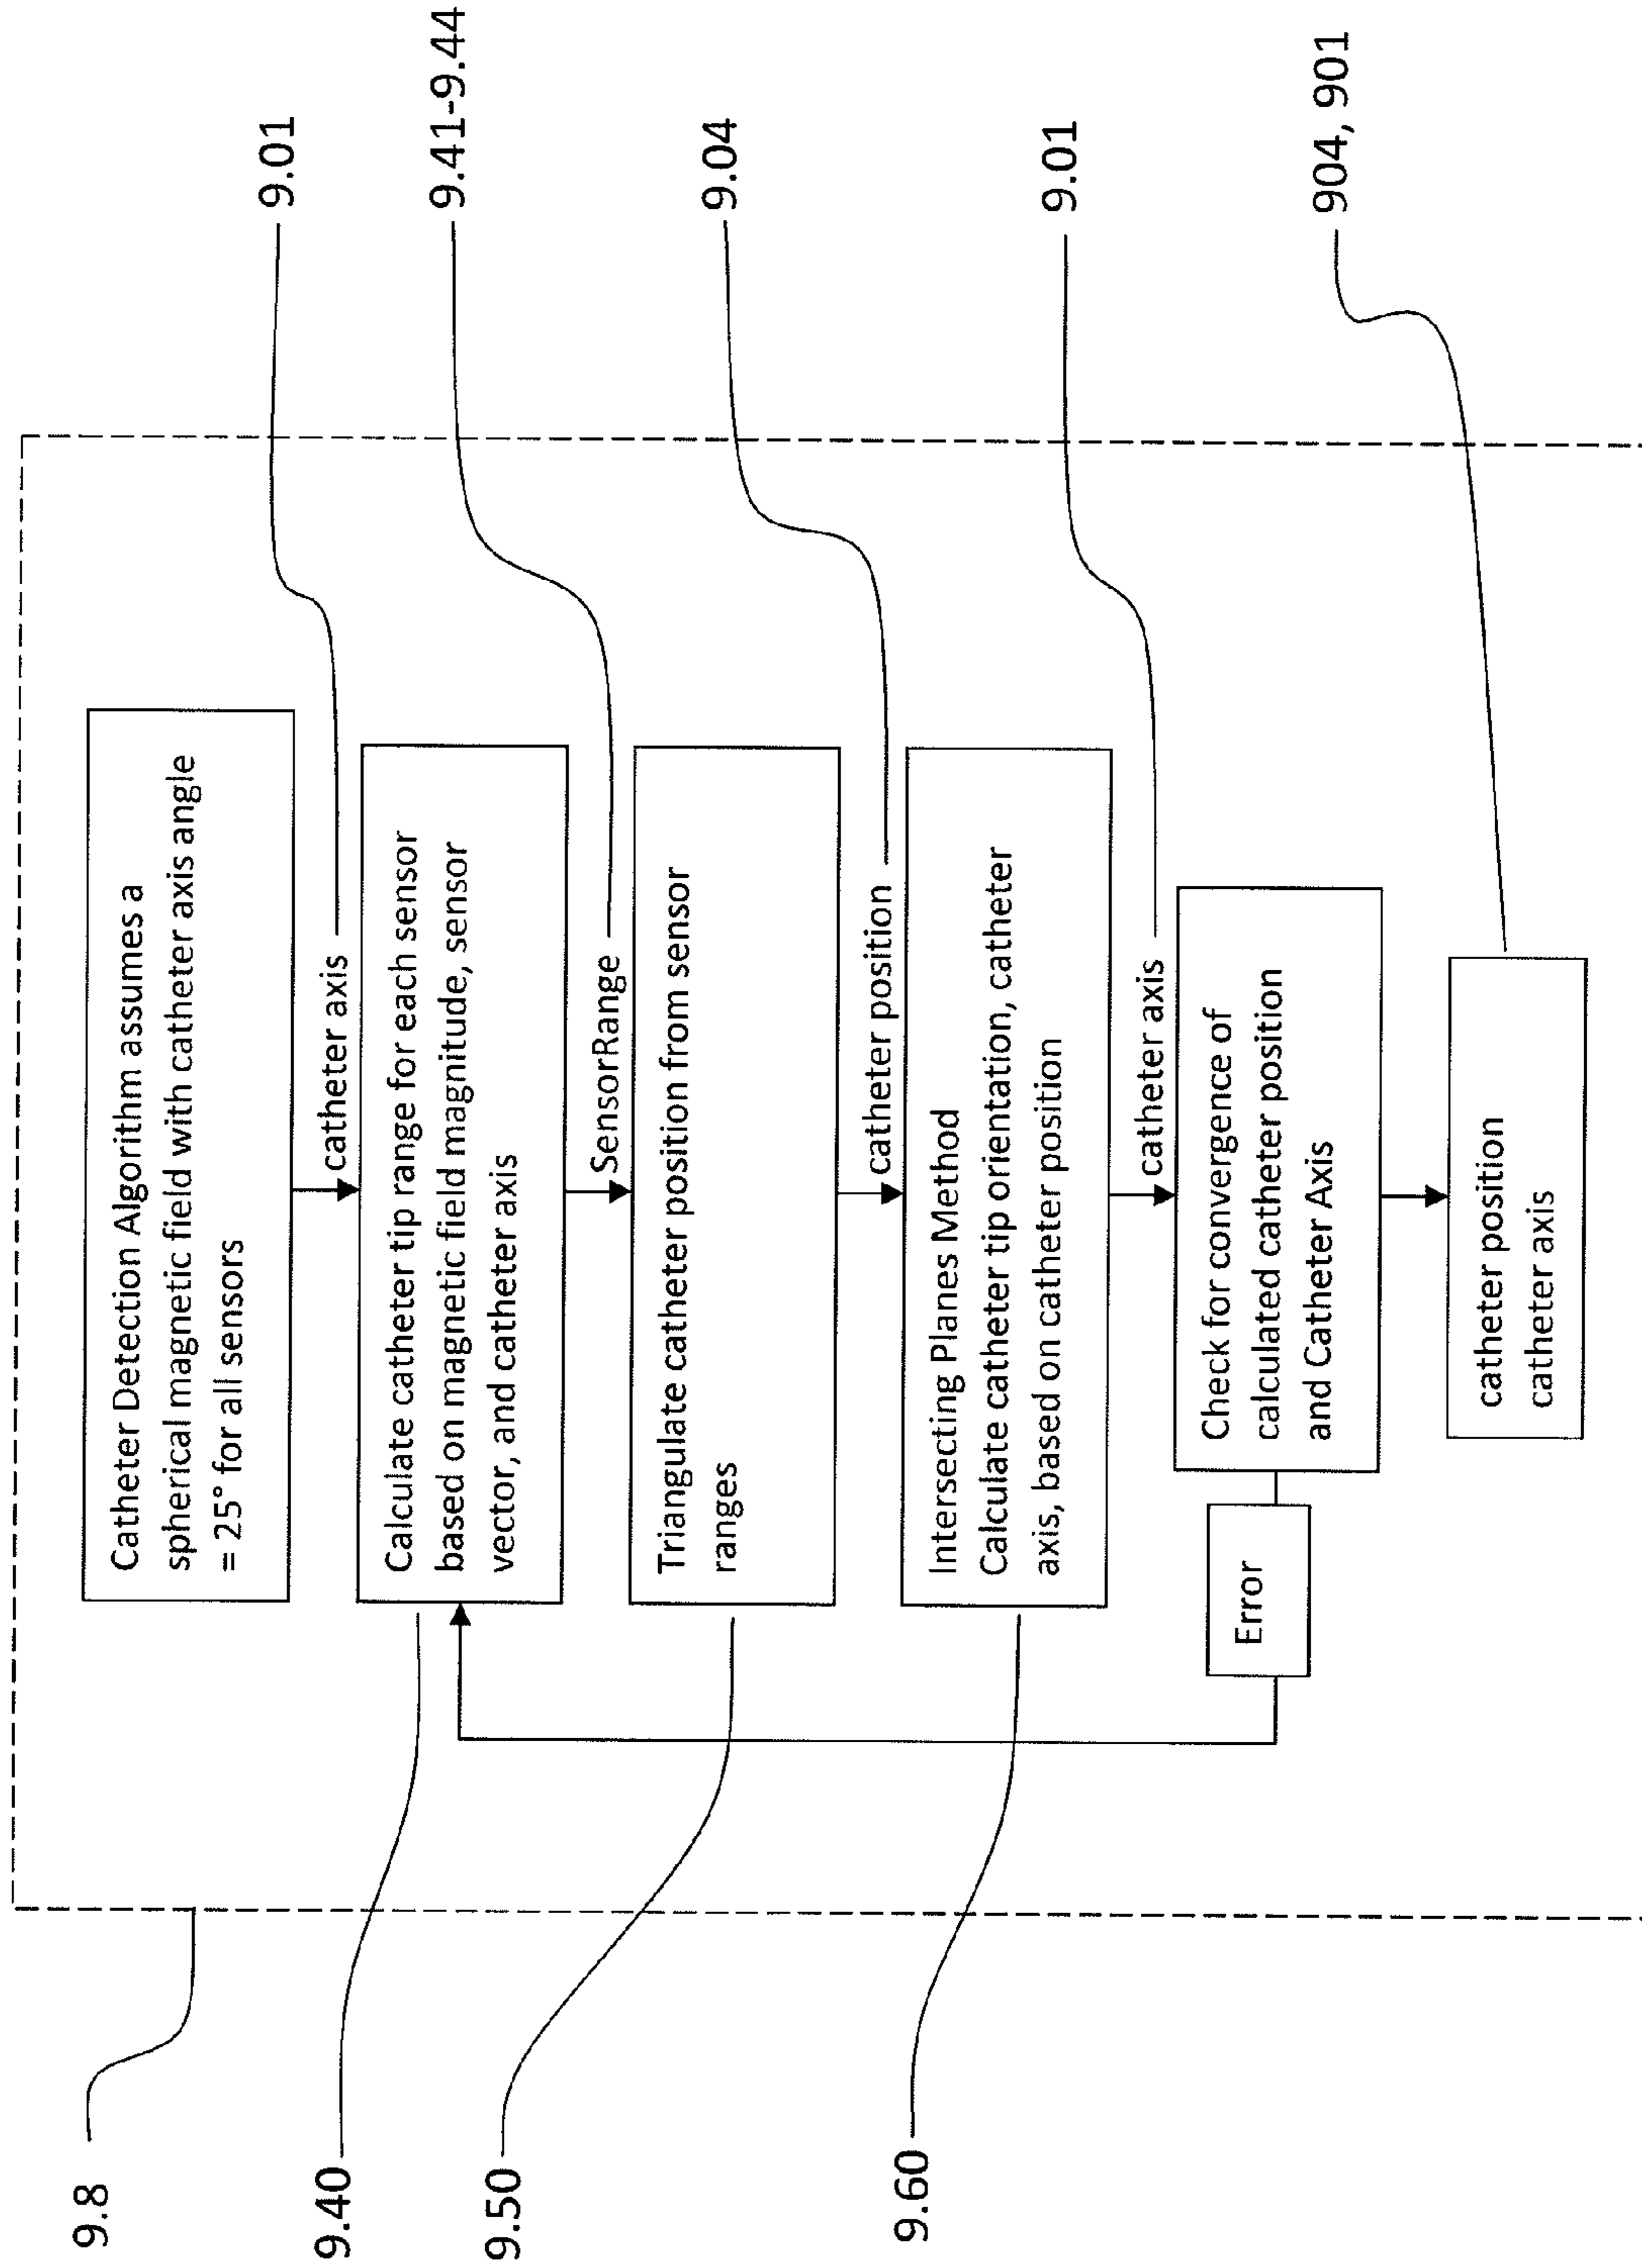 9.8
Catheter Detection Algorithm assumes a
spherical magnetic field with catheter axis angle
= 25° for all sensors
catheter axis
9.01
9.40
Calculate catheter tip range for each sensor
based on magnetic field magnitude, sensor
vector, and catheter axis
SensorRange
9.41-9.44
9.50
Triangulate catheter position from sensor
ranges
catheter position
9.04
9.60
Intersecting Planes Method
Calculate catheter tip orientation, catheter
axis, based on catheter position
catheter axis
9.01
Error
Check for convergence of
calculated catheter position
and Catheter Axis
catheter position
catheter axis
904, 901